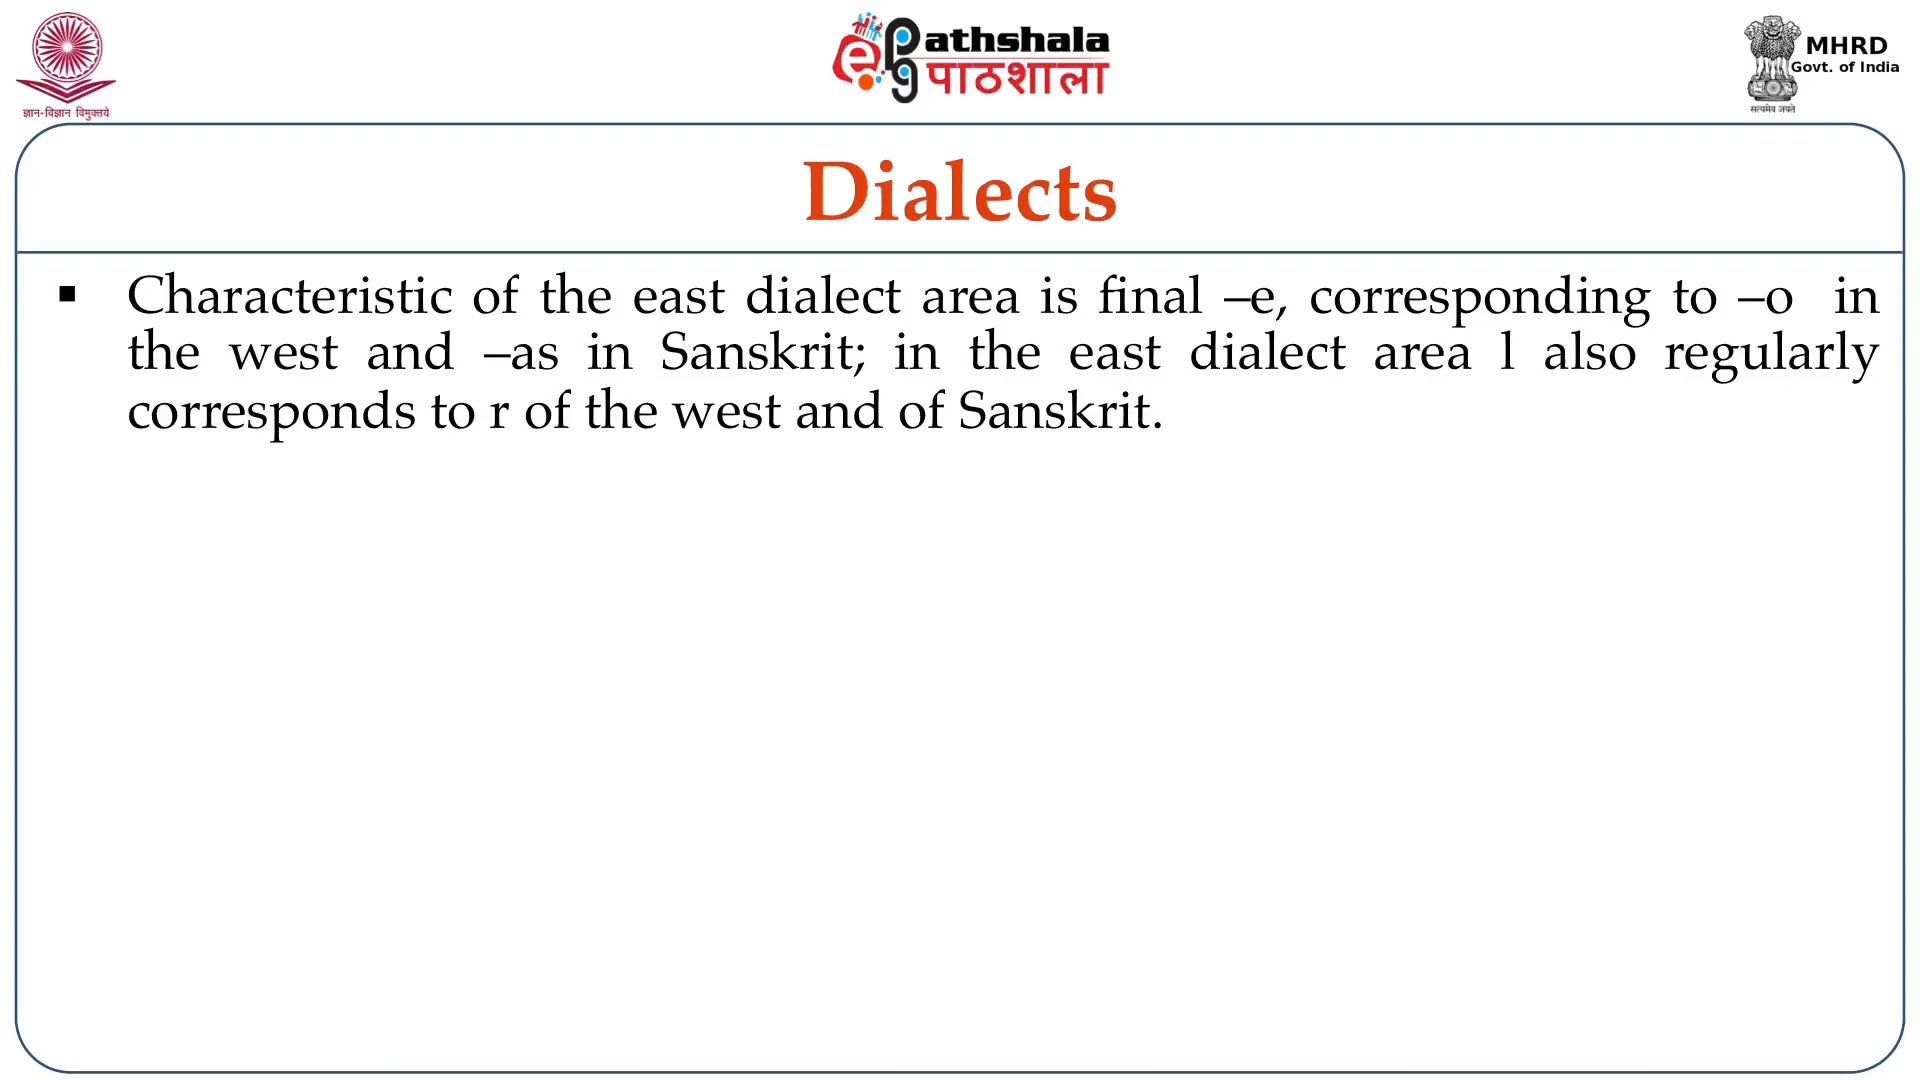 ज्ञान-विज्ञान विमुक्तये
e pg Pathshala
पाठशाला
MHRD
Govt. of India
सत्यमेव जयते
Dialects
▪ Characteristic of the east dialect area is final –e, corresponding to –o in
the west and –as in Sanskrit; in the east dialect area l also regularly
corresponds to r of the west and of Sanskrit.